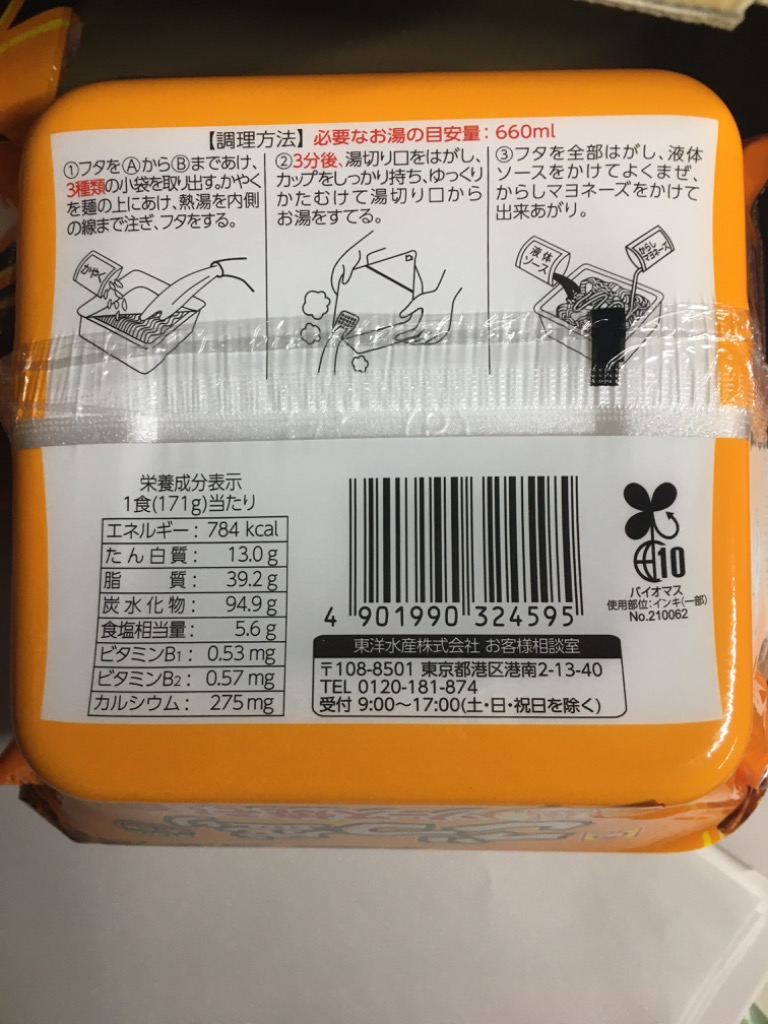 【調理方法】必要なお湯の目安量：660ml
①フタをⒶからⒷまであけ、
3種類の小袋を取り出す。かやく
を麺の上にあけ、熱湯を内側
の線まで注ぎ、フタをする。
②3分後、湯切り口をはがし、
カップをしっかり持ち、ゆっくり
かたむけて湯切り口から
お湯をすてる。
③フタを全部はがし、液体
ソースをかけてよくまぜ、
からしマヨネーズをかけて
出来あがり。
かやく
液体
ソース
からし
マヨネーズ
栄養成分表示
1食(171g)当たり
エネルギー： 784 kcal
たん白質： 13.0 g
脂質： 39.2 g
炭水化物： 94.9 g
食塩相当量： 5.6 g
ビタミンB1： 0.53 mg
ビタミンB2： 0.57 mg
カルシウム： 275 mg
4 901990 324595
10
バイオマス
使用部位：インキ(一部)
No.210062
東洋水産株式会社 お客様相談室
〒108-8501 東京都港区港南2-13-40
TEL 0120-181-874
受付 9:00～17:00(土・日・祝日を除く)